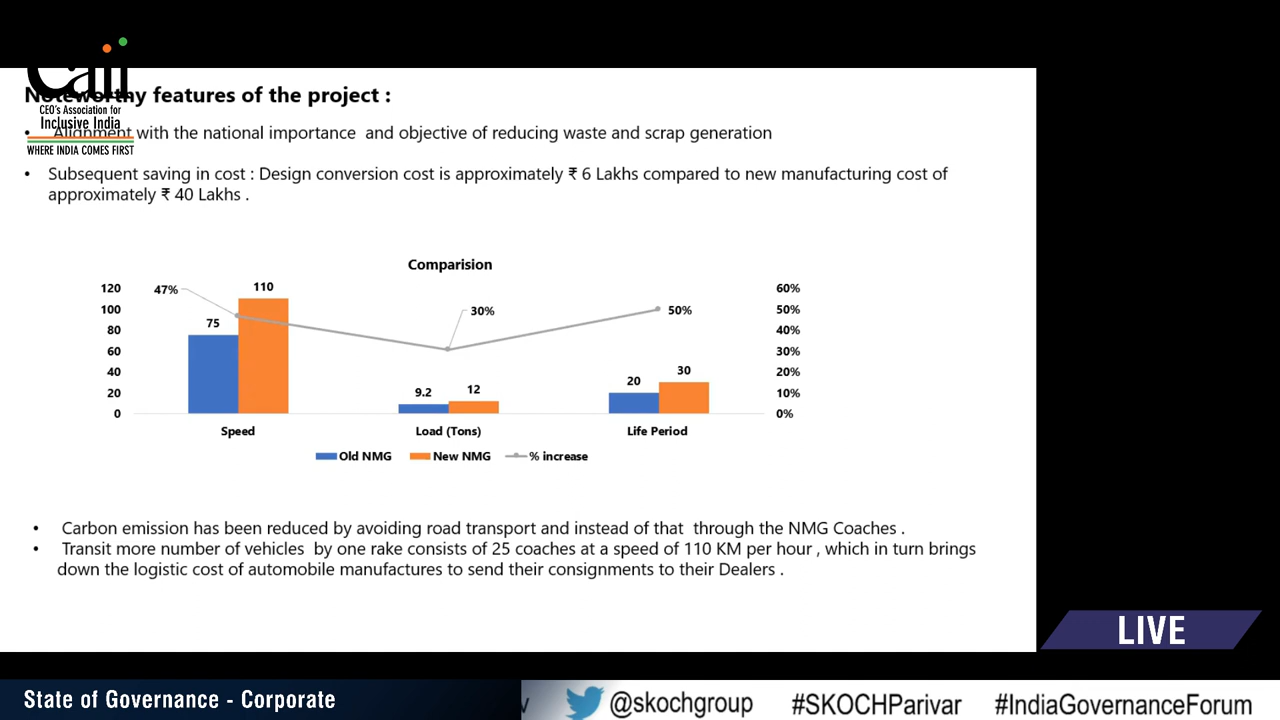 Caii
CEO's Association for
Inclusive India
WHERE INDIA COMES FIRST
Noteworthy features of the project :
• Alignment with the national importance and objective of reducing waste and scrap generation
• Subsequent saving in cost : Design conversion cost is approximately ₹ 6 Lakhs compared to new manufacturing cost of
approximately ₹ 40 Lakhs .
Comparision
120
100
80
60
40
20
0
60%
50%
40%
30%
20%
10%
0%
47%
75
110
30%
9.2
12
50%
20
30
Speed
Load (Tons)
Life Period
Old NMG
New NMG
% increase
• Carbon emission has been reduced by avoiding road transport and instead of that through the NMG Coaches .
• Transit more number of vehicles by one rake consists of 25 coaches at a speed of 110 KM per hour , which in turn brings
down the logistic cost of automobile manufactures to send their consignments to their Dealers .
LIVE
State of Governance - Corporate
@skochgroup
#SKOCHParivar
#IndiaGovernanceForum